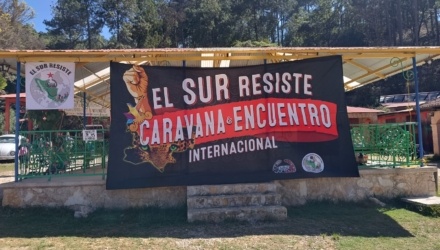 EL SUR RESISTE
EL SUR RESISTE
CARAVANA & ENCUENTRO
INTERNACIONAL